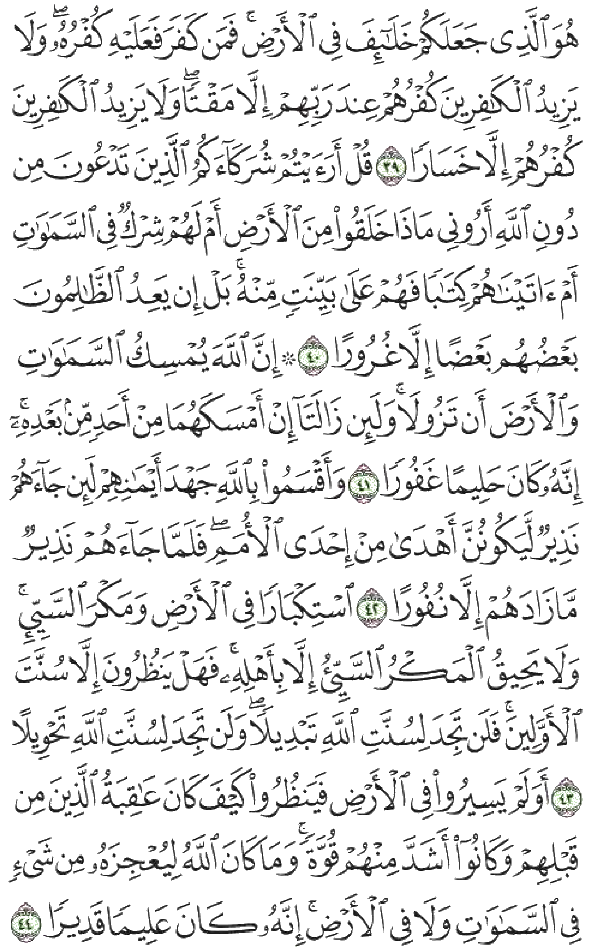 هُوَ ٱلَّذِى جَعَلَكُمْ خَلَٰٓئِفَ فِى ٱلْأَرْضِ ۚ فَمَن كَفَرَ فَعَلَيْهِ كُفْرُهُۥ ۖ وَلَا
يَزِيدُ ٱلْكَٰفِرِينَ كُفْرُهُمْ عِندَ رَبِّهِمْ إِلَّا مَقْتًا ۖ وَلَا يَزِيدُ ٱلْكَٰفِرِينَ
كُفْرُهُمْ إِلَّا خَسَارًا ٣٩ قُلْ أَرَءَيْتُمْ شُرَكَآءَكُمُ ٱلَّذِينَ تَدْعُونَ مِن
دُونِ ٱللَّهِ أَرُونِى مَاذَا خَلَقُوا۟ مِنَ ٱلْأَرْضِ أَمْ لَهُمْ شِرْكٌ فِى ٱلسَّمَٰوَٰتِ
أَمْ ءَاتَيْنَٰهُمْ كِتَٰبًا فَهُمْ عَلَىٰ بَيِّنَتٍ مِّنْهُ ۚ بَلْ إِن يَعِدُ ٱلظَّٰلِمُونَ
بَعْضُهُم بَعْضًا إِلَّا غُرُورًا ٤٠ ۞ إِنَّ ٱللَّهَ يُمْسِكُ ٱلسَّمَٰوَٰتِ
وَٱلْأَرْضَ أَن تَزُولَا ۚ وَلَئِن زَالَتَآ إِنْ أَمْسَكَهُمَا مِنْ أَحَدٍ مِّنۢ بَعْدِهِۦٓ ۚ
إِنَّهُۥ كَانَ حَلِيمًا غَفُورًا ٤١ وَأَقْسَمُوا۟ بِٱللَّهِ جَهْدَ أَيْمَٰنِهِمْ لَئِن جَآءَهُمْ
نَذِيرٌ لَّيَكُونُنَّ أَهْدَىٰ مِنْ إِحْدَى ٱلْأُمَمِ ۖ فَلَمَّا جَآءَهُمْ نَذِيرٌ
مَّا زَادَهُمْ إِلَّا نُفُورًا ٤٢ ٱسْتِكْبَارًا فِى ٱلْأَرْضِ وَمَكْرَ ٱلسَّيِّئِ ۚ
وَلَا يَحِيقُ ٱلْمَكْرُ ٱلسَّيِّئُ إِلَّا بِأَهْلِهِۦ ۚ فَهَلْ يَنظُرُونَ إِلَّا سُنَّتَ
ٱلْأَوَّلِينَ ۚ فَلَن تَجِدَ لِسُنَّتِ ٱللَّهِ تَبْدِيلًا ۖ وَلَن تَجِدَ لِسُنَّتِ ٱللَّهِ تَحْوِيلًا
٤٣ أَوَلَمْ يَسِيرُوا۟ فِى ٱلْأَرْضِ فَيَنظُرُوا۟ كَيْفَ كَانَ عَٰقِبَةُ ٱلَّذِينَ مِن
قَبْلِهِمْ وَكَانُوٓا۟ أَشَدَّ مِنْهُمْ قُوَّةً ۚ وَمَا كَانَ ٱللَّهُ لِيُعْجِزَهُۥ مِن شَىْءٍ
فِى ٱلسَّمَٰوَٰتِ وَلَا فِى ٱلْأَرْضِ ۚ إِنَّهُۥ كَانَ عَلِيمًا قَدِيرًا ٤٤